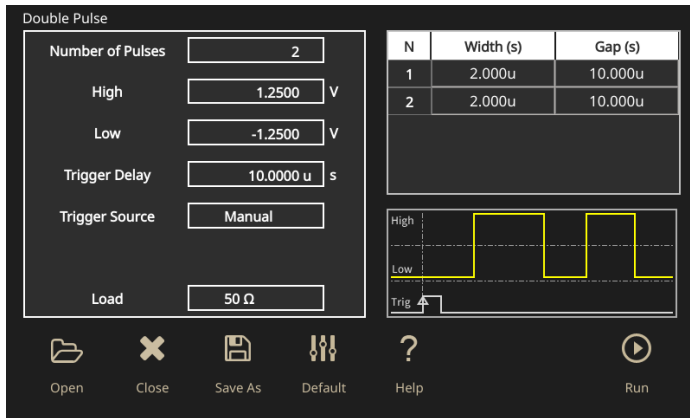 Double Pulse
Number of Pulses 2
High 1.2500 V
Low -1.2500 V
Trigger Delay 10.0000 u s
Trigger Source Manual
Load 50 Ω
N Width (s) Gap (s)
1 2.000u 10.000u
2 2.000u 10.000u
High
Low
Trig
Open Close Save As Default Help Run